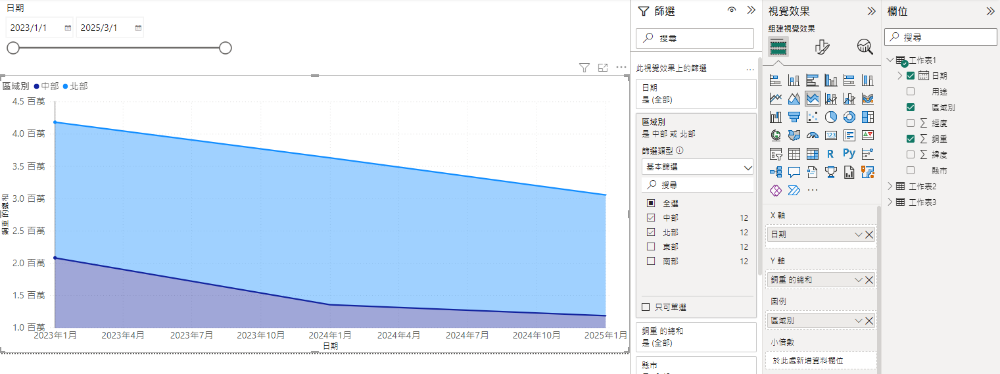 日期
2023/1/1
2025/3/1
區域別 中部 北部
4.5 百萬
4.0 百萬
3.5 百萬
3.0 百萬
2.5 百萬
2.0 百萬
1.5 百萬
1.0 百萬
銅重 的總和
2023年1月 2023年4月 2023年7月 2023年10月 2024年1月 2024年4月 2024年7月 2024年10月 2025年1月
日期
篩選
搜尋
此視覺效果上的篩選 ...
日期
是 (全部)
區域別
是 中部 或 北部
篩選類型
基本篩選
搜尋
全選
中部 12
北部 12
東部 12
南部 12
只可單選
銅重 的總和
是 (全部)
縣市
視覺效果
組建視覺效果
123
R Py
...
X 軸
日期
Y 軸
銅重 的總和
圖例
區域別
小倍數
於此處新增資料欄位
欄位
搜尋
工作表1
日期
用途
區域別
∑ 經度
∑ 銅重
∑ 緯度
縣市
工作表2
工作表3